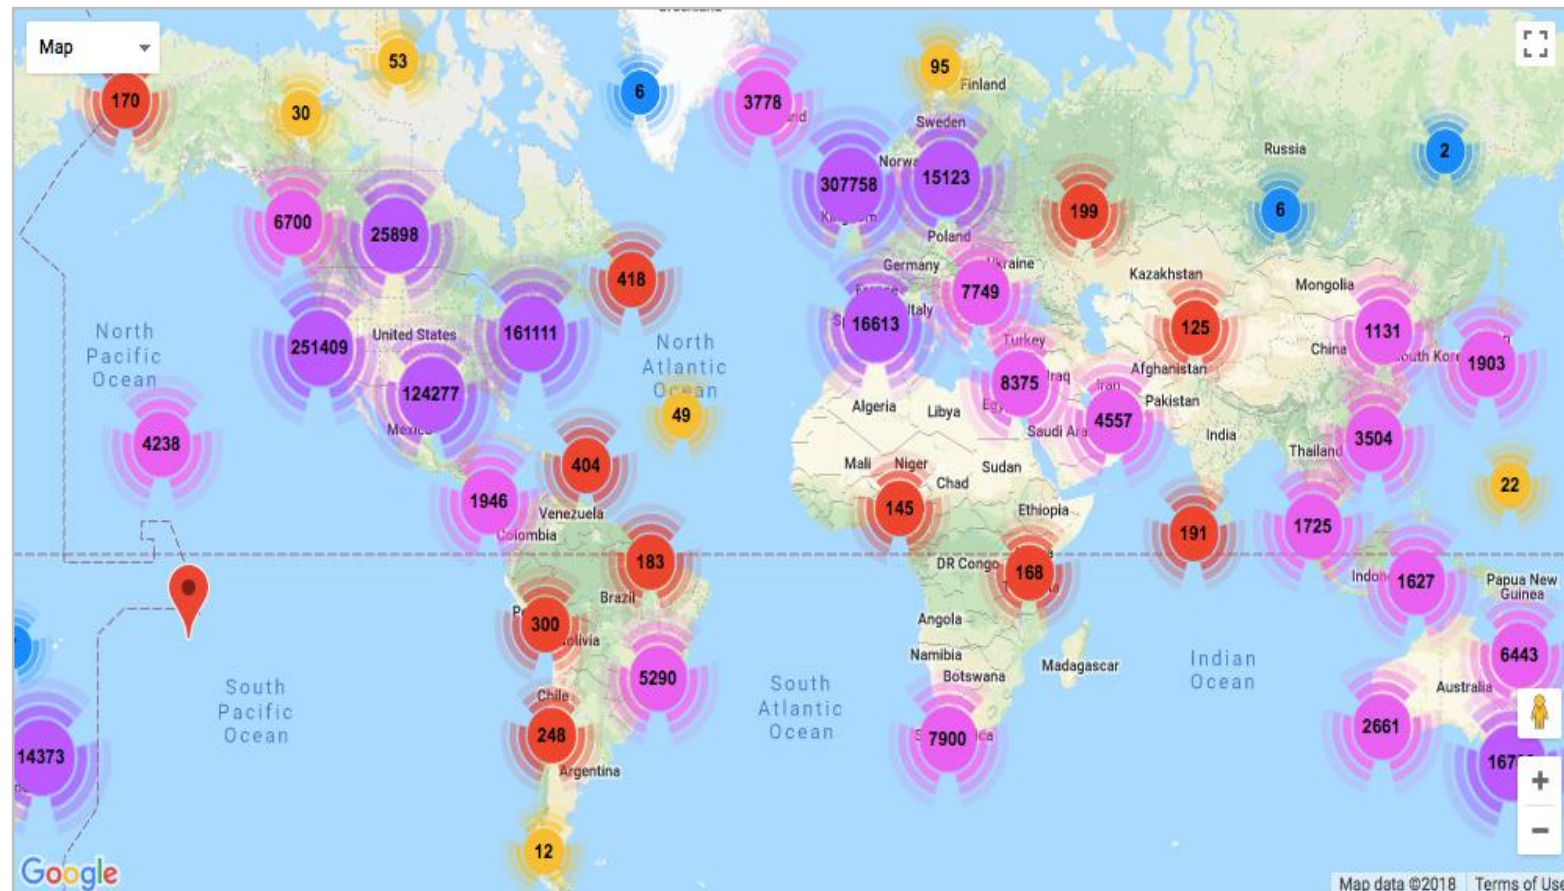 Map
53
95
170
30
6
3778
Finland
Sweden
Russia
2
307758
15123
6
199
6700
25898
Poland
418
Germany
Ukraine
Kazakhstan
Mongolia
7749
Italy
North
Pacific
Ocean
251409
United States
161111
North
Atlantic
Ocean
16613
Turkey
125
China
1131
1903
124277
8375
Iraq
Iran
Afghanistan
Pakistan
49
Algeria
Libya
4557
4238
Mexico
India
3504
Thailand
404
Mali
Niger
Sudan
Chad
22
1946
Venezuela
Colombia
145
Ethiopia
191
1725
183
DR Congo
168
1627
Papua New
Guinea
Brazil
300
Angola
Namibia
Botswana
Madagascar
South
Pacific
Ocean
5290
South
Atlantic
Ocean
Indian
Ocean
6443
Australia
Chile
248
7900
2661
14373
Argentina
12
+
−
Google
Map data ©2018
Terms of Use